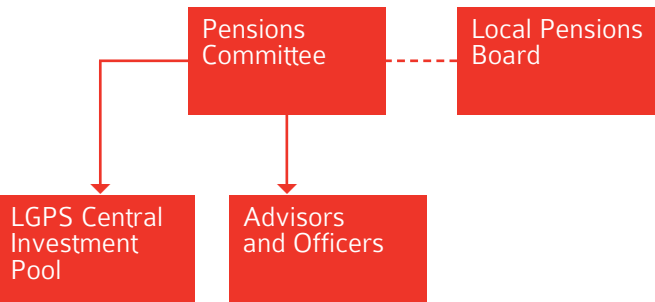 Pensions
Committee
Local Pensions
Board
LGPS Central
Investment
Pool
Advisors
and Officers